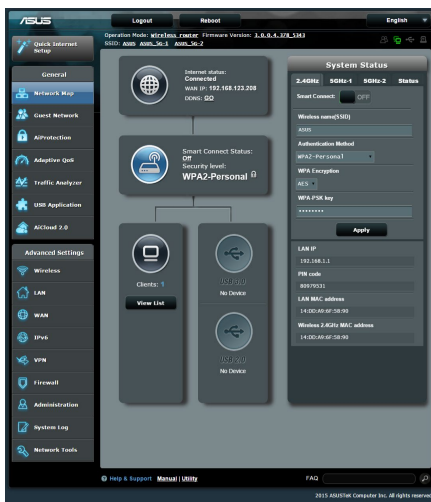 ASUS
Logout
Reboot
English
Operation Mode: Wireless router Firmware Version: 3.0.0.4.378_5343
SSID: ASUS ASUS_5G-1 ASUS_5G-2
Quick Internet Setup
General
Network Map
Guest Network
AiProtection
Adaptive QoS
Traffic Analyzer
USB Application
AiCloud 2.0
Advanced Settings
Wireless
LAN
WAN
IPv6
VPN
Firewall
Administration
System Log
Network Tools
Internet status:
Connected
WAN IP: 192.168.123.208
DDNS: GO
Smart Connect Status:
Off
Security level:
WPA2-Personal
Clients: 1
View List
USB 3.0
No Device
No Device
System Status
2.4GHz 5GHz-1 5GHz-2 Status
Smart Connect: OFF
Wireless name(SSID)
ASUS
Authentication Method
WPA2-Personal
WPA Encryption
AES
WPA-PSK key
••••••••
Apply
LAN IP
192.168.1.1
PIN code
80979531
LAN MAC address
14:DD:A9:6F:58:90
Wireless 2.4GHz MAC address
14:DD:A9:6F:58:90
Help & Support Manual | Utility
FAQ
2015 ASUSTeK Computer Inc. All rights reserved